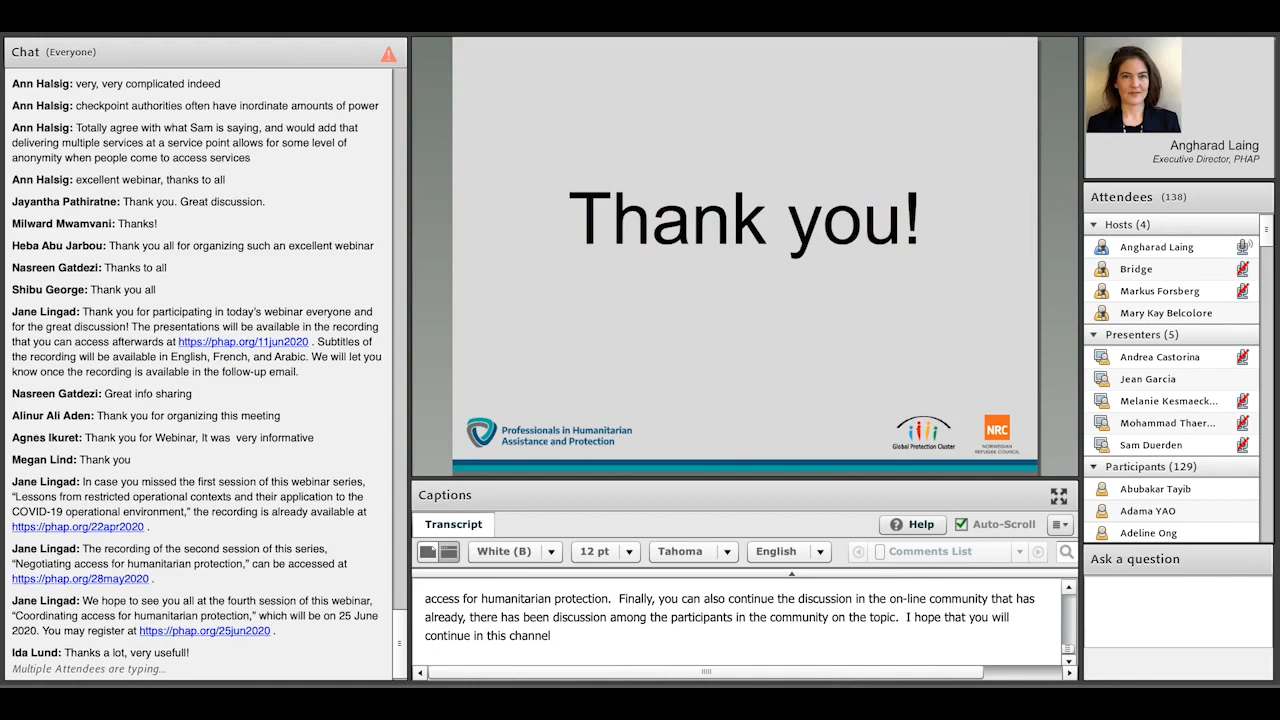 Chat (Everyone)
Ann Halsig: very, very complicated indeed
Ann Halsig: checkpoint authorities often have inordinate amounts of power
Ann Halsig: Totally agree with what Sam is saying, and would add that
delivering multiple services at a service point allows for some level of
anonymity when people come to access services
Ann Halsig: excellent webinar, thanks to all
Jayantha Pathiratne: Thank you. Great discussion.
Milward Mwamvani: Thanks!
Heba Abu Jarbou: Thank you all for organizing such an excellent webinar
Nasreen Gatdezi: Thanks to all
Shibu George: Thank you all
Jane Lingad: Thank you for participating in today's webinar everyone and
for the great discussion! The presentations will be available in the recording
that you can access afterwards at https://phap.org/11jun2020 . Subtitles of
the recording will be available in English, French, and Arabic. We will let you
know once the recording is available in the follow-up email.
Nasreen Gatdezi: Great info sharing
Alinur Ali Aden: Thank you for organizing this meeting
Agnes Ikuret: Thank you for Webinar, It was very informative
Megan Lind: Thank you
Jane Lingad: In case you missed the first session of this webinar series,
“Lessons from restricted operational contexts and their application to the
COVID-19 operational environment,” the recording is already available at
https://phap.org/22apr2020 .
Jane Lingad: The recording of the second session of this series,
“Negotiating access for humanitarian protection,” can be accessed at
https://phap.org/28may2020 .
Jane Lingad: We hope to see you all at the fourth session of this webinar,
“Coordinating access for humanitarian protection,” which will be on 25 June
2020. You may register at https://phap.org/25jun2020 .
Ida Lund: Thanks a lot, very usefull!
Multiple Attendees are typing...
Thank you!
Professionals in Humanitarian
Assistance and Protection
Global Protection Cluster
NRC
NORWEGIAN
REFUGEE COUNCIL
Captions
Transcript
Help
Auto-Scroll
White (B)
12 pt
Tahoma
English
Comments List
access for humanitarian protection. Finally, you can also continue the discussion in the on-line community that has
already, there has been discussion among the participants in the community on the topic. I hope that you will
continue in this channel
Angharad Laing
Executive Director, PHAP
Attendees (138)
Hosts (4)
Angharad Laing
Bridge
Markus Forsberg
Mary Kay Belcolore
Presenters (5)
Andrea Castorina
Jean Garcia
Melanie Kesmaeck...
Mohammad Thaer...
Sam Duerden
Participants (129)
Abubakar Tayib
Adama YAO
Adeline Ong
Ask a question